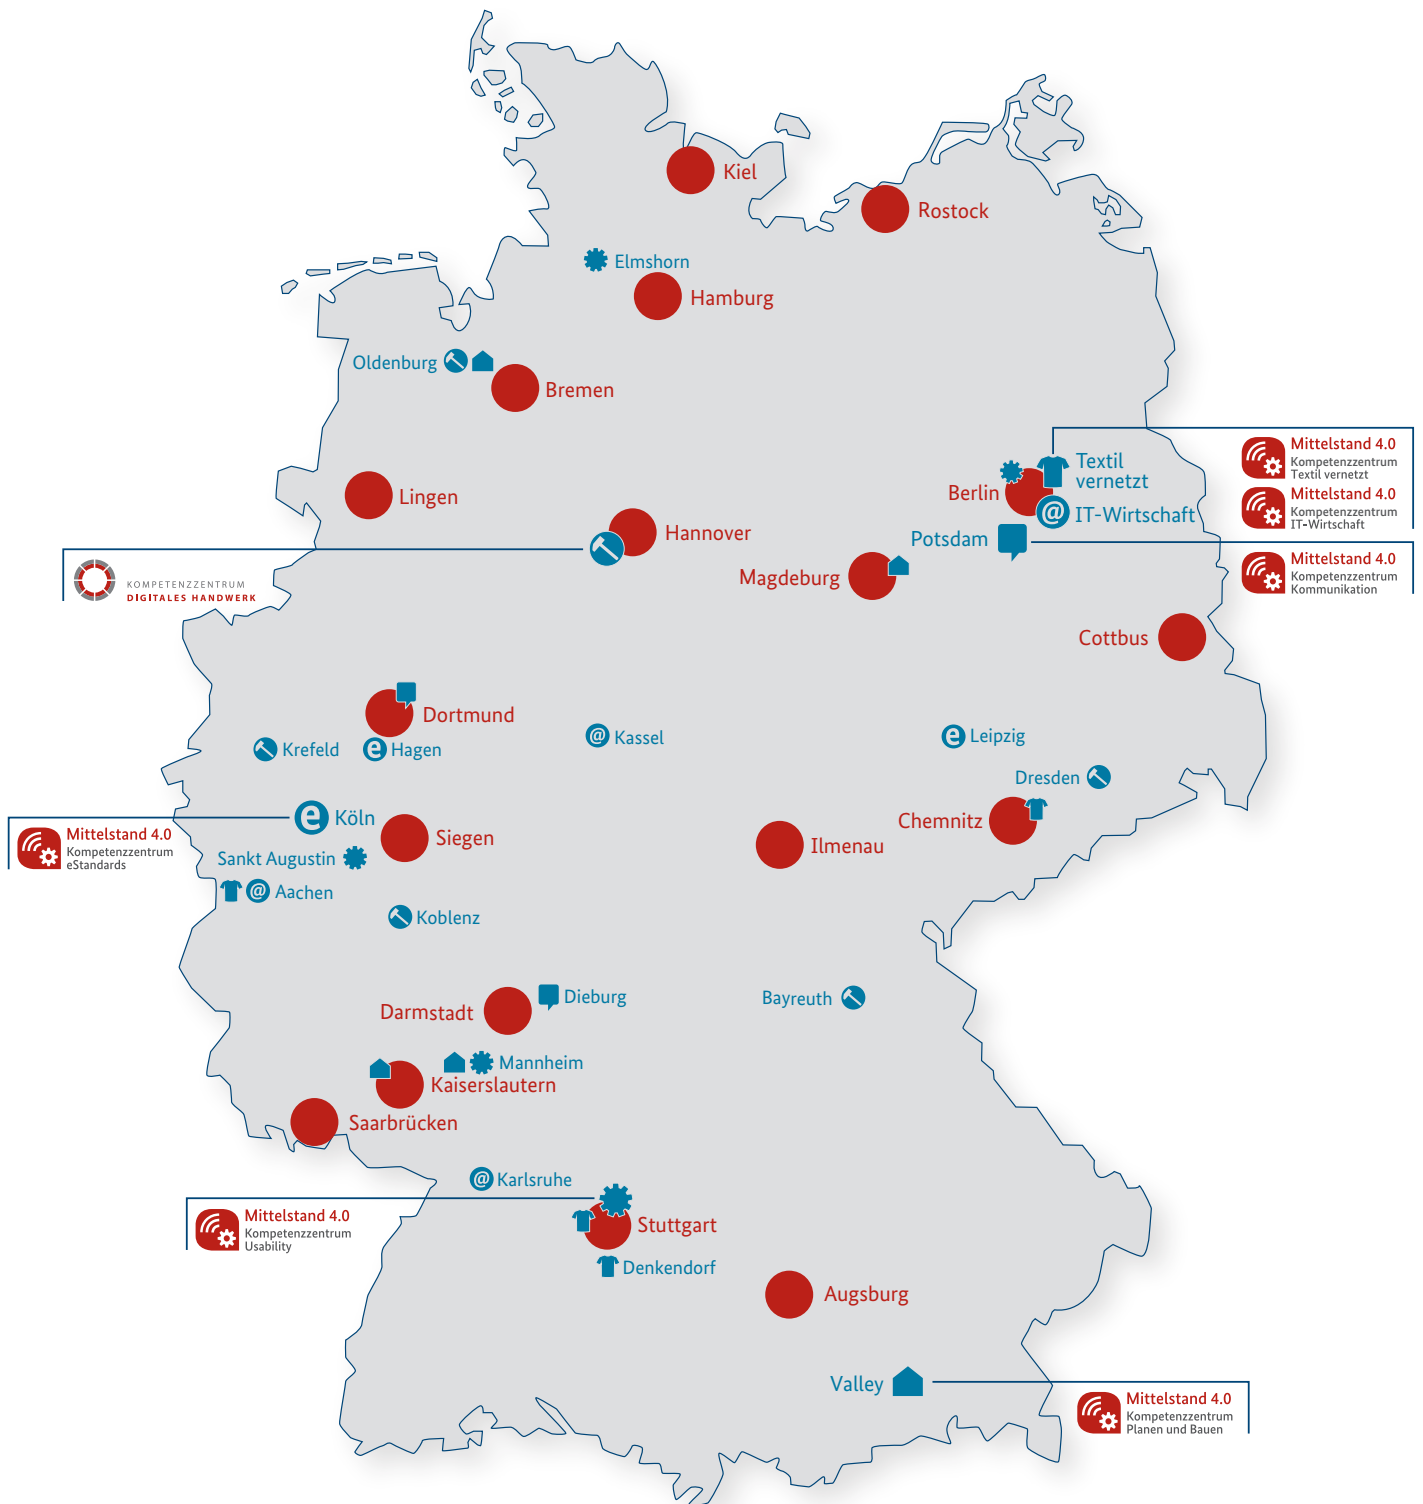 Kiel
Rostock
Elmshorn
Hamburg
Oldenburg
Bremen
Mittelstand 4.0
Kompetenzzentrum
Textil vernetzt
Textil
vernetzt
Berlin
Lingen
Mittelstand 4.0
Kompetenzzentrum
IT-Wirtschaft
@ IT-Wirtschaft
Hannover
Potsdam
Mittelstand 4.0
Kompetenzzentrum
Kommunikation
Magdeburg
KOMPETENZZENTRUM
DIGITALES HANDWERK
Cottbus
Dortmund
Krefeld
e Hagen
@ Kassel
e Leipzig
Dresden
e Köln
Chemnitz
Mittelstand 4.0
Kompetenzzentrum
eStandards
Siegen
Ilmenau
Sankt Augustin
@ Aachen
Koblenz
Dieburg
Bayreuth
Darmstadt
Mannheim
Kaiserslautern
Saarbrücken
@ Karlsruhe
Mittelstand 4.0
Kompetenzzentrum
Usability
Stuttgart
Denkendorf
Augsburg
Valley
Mittelstand 4.0
Kompetenzzentrum
Planen und Bauen